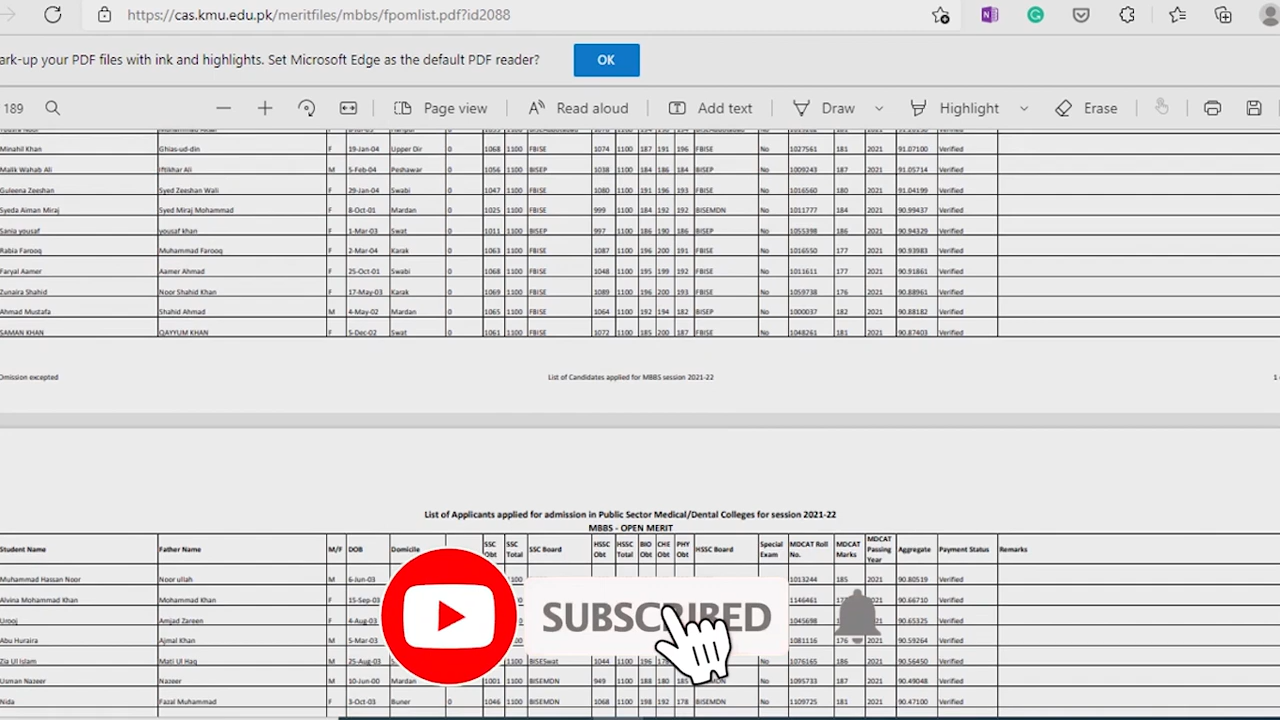 https://cas.kmu.edu.pk/meritfiles/mbbs/fpomlist.pdf?id2088
ark-up your PDF files with ink and highlights. Set Microsoft Edge as the default PDF reader? OK
189 Page view Read aloud Add text Draw Highlight Erase
Minahil Khan Ghias-ud-din F 19-Jan-04 Upper Dir 0 1068 1100 FBISE 1074 1100 187 191 196 FBISE No 1027561 181 2021 91.07100 Verified
Malik Wahab Ali Iftikhar Ali M 5-Feb-04 Peshawar 0 1056 1100 BISEP 1038 1100 184 186 184 BISEP No 1009243 187 2021 91.05714 Verified
Guleena Zeeshan Syed Zeeshan Wali F 29-Jan-04 Swabi 0 1047 1100 FBISE 1080 1100 191 196 193 FBISE No 1016560 180 2021 91.04199 Verified
Syeda Aiman Miraj Syed Miraj Mohammad F 8-Oct-01 Mardan 0 1025 1100 FBISE 999 1100 184 192 192 BISEMDN No 1011777 184 2021 90.99437 Verified
Sania yousaf yousaf khan F 1-Mar-03 Swat 0 1011 1100 BISEP 997 1100 186 190 186 BISEP No 1055398 186 2021 90.94329 Verified
Rabia Farooq Muhammad Farooq F 2-Mar-04 Karak 0 1063 1100 FBISE 1087 1100 196 200 191 FBISE No 1016550 177 2021 90.93983 Verified
Faryal Aamer Aamer Ahmad F 25-Oct-01 Swabi 0 1068 1100 FBISE 1048 1100 195 199 192 FBISE No 1011611 177 2021 90.91861 Verified
Zunaira Shahid Noor Shahid Khan F 17-May-03 Karak 0 1069 1100 FBISE 1089 1100 196 200 193 FBISE No 1059738 176 2021 90.88961 Verified
Ahmad Mustafa Shahid Ahmad M 4-May-02 Mardan 0 1065 1100 FBISE 1064 1100 192 194 182 BISEP No 1000037 182 2021 90.88182 Verified
SAMAN KHAN QAYYUM KHAN F 5-Dec-02 Swat 0 1061 1100 FBISE 1072 1100 185 200 187 FBISE No 1048261 181 2021 90.87403 Verified
Omission excepted List of Candidates applied for MBBS session 2021-22 1
List of Applicants applied for admission in Public Sector Medical/Dental Colleges for session 2021-22
MBBS - OPEN MERIT
Student Name Father Name M/F DOB Domicile SSC Obt SSC Total SSC Board HSSC Obt HSSC Total BIO Obt CHE Obt PHY Obt HSSC Board Special Exam MDCAT Roll No. MDCAT Marks MDCAT Passing Year Aggregate Payment Status Remarks
Muhammad Hassan Noor Noor ullah M 6-Jun-03 1013244 185 2021 90.80519 Verified
Alvina Mohammad Khan Mohammad Khan F 15-Sep-03 1146461 2021 90.66710 Verified
Urooj Amjad Zareen F 4-Aug-03 1045698 2021 90.65325 Verified
Abu Huraira Ajmal Khan M 5-Mar-03 1081116 176 2021 90.59264 Verified
Zia Ul Islam Mati Ul Haq M 25-Aug-03 BISESwat 1044 1100 196 No 1076165 186 2021 90.56450 Verified
Usman Nazeer Nazeer M 10-Jun-00 Mardan 1001 1100 BISEMDN 949 1100 188 180 185 BISEMDN No 1095733 187 2021 90.49048 Verified
Nida Fazal Muhammad F 3-Oct-03 Buner 0 1046 1100 BISEMDN 1068 1100 198 192 178 BISEMDN No 1109725 181 2021 90.47100 Verified
SUBSCRIBED